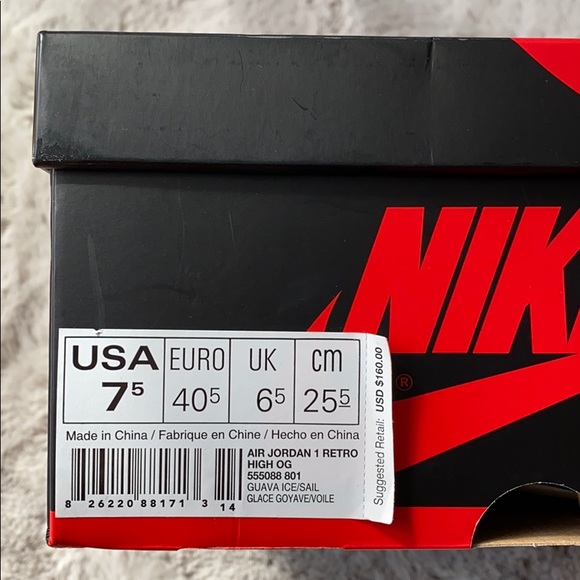 NIK
®
USA EURO UK cm
7⁵ 40⁵ 6⁵ 25⁵
Made in China / Fabrique en Chine / Hecho en China
AIR JORDAN 1 RETRO
HIGH OG
555088 801
GUAVA ICE/SAIL
GLACE GOYAVE/VOILE
8 26220 88171 3 14
Suggested Retail: USD $160.00